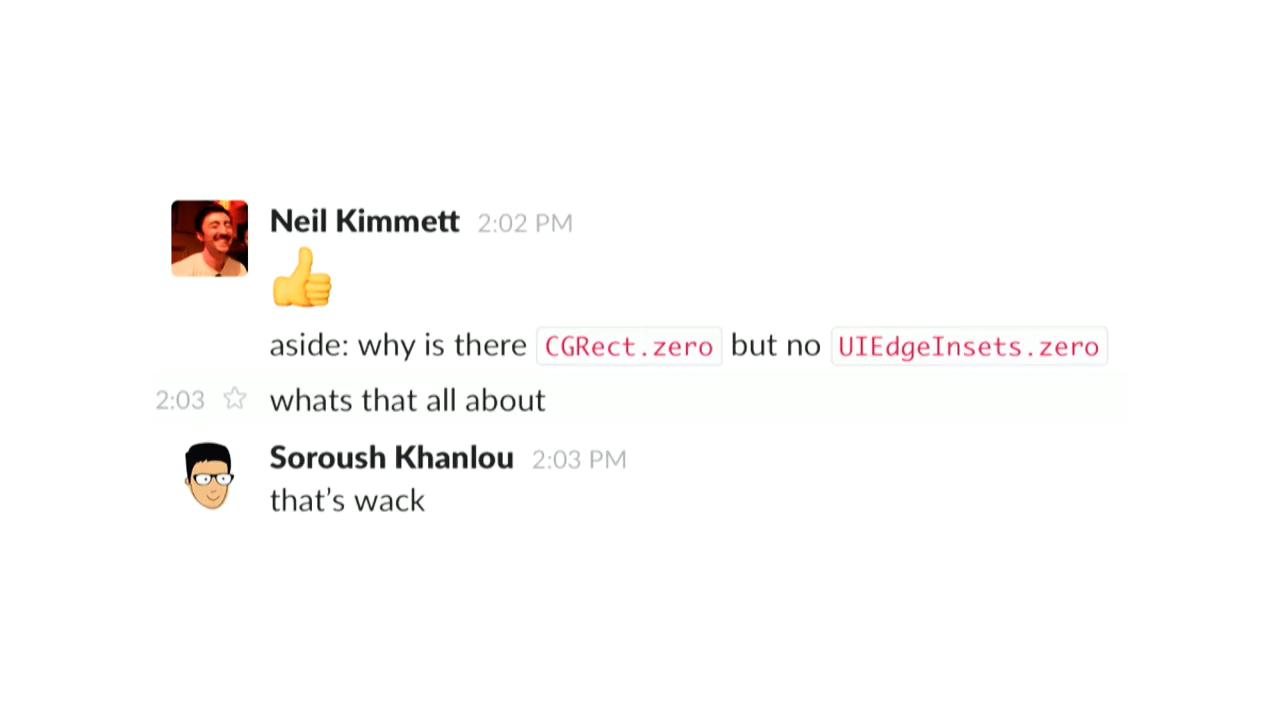 Neil Kimmett 2:02 PM
👍
aside: why is there CGRect.zero but no UIEdgeInsets.zero
2:03 whats that all about
Soroush Khanlou 2:03 PM
that’s wack